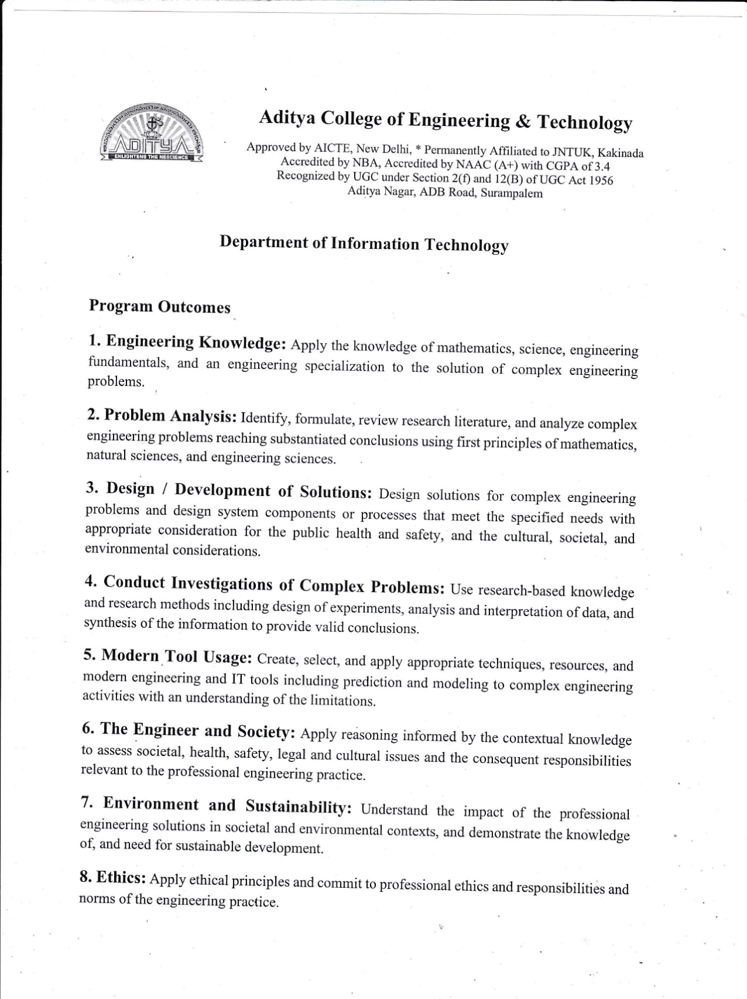 ADITYA
ENLIGHTENS THE NESCIENCE
Aditya College of Engineering & Technology
Approved by AICTE, New Delhi, * Permanently Affiliated to JNTUK, Kakinada
Accredited by NBA, Accredited by NAAC (A+) with CGPA of 3.4
Recognized by UGC under Section 2(f) and 12(B) of UGC Act 1956
Aditya Nagar, ADB Road, Surampalem
Department of Information Technology
Program Outcomes
1. Engineering Knowledge: Apply the knowledge of mathematics, science, engineering
fundamentals, and an engineering specialization to the solution of complex engineering
problems.
2. Problem Analysis: Identify, formulate, review research literature, and analyze complex
engineering problems reaching substantiated conclusions using first principles of mathematics,
natural sciences, and engineering sciences.
3. Design / Development of Solutions: Design solutions for complex engineering
problems and design system components or processes that meet the specified needs with
appropriate consideration for the public health and safety, and the cultural, societal, and
environmental considerations.
4. Conduct Investigations of Complex Problems: Use research-based knowledge
and research methods including design of experiments, analysis and interpretation of data, and
synthesis of the information to provide valid conclusions.
5. Modern Tool Usage: Create, select, and apply appropriate techniques, resources, and
modern engineering and IT tools including prediction and modeling to complex engineering
activities with an understanding of the limitations.
6. The Engineer and Society: Apply reasoning informed by the contextual knowledge
to assess societal, health, safety, legal and cultural issues and the consequent responsibilities
relevant to the professional engineering practice.
7. Environment and Sustainability: Understand the impact of the professional
engineering solutions in societal and environmental contexts, and demonstrate the knowledge
of, and need for sustainable development.
8. Ethics: Apply ethical principles and commit to professional ethics and responsibilities and
norms of the engineering practice.